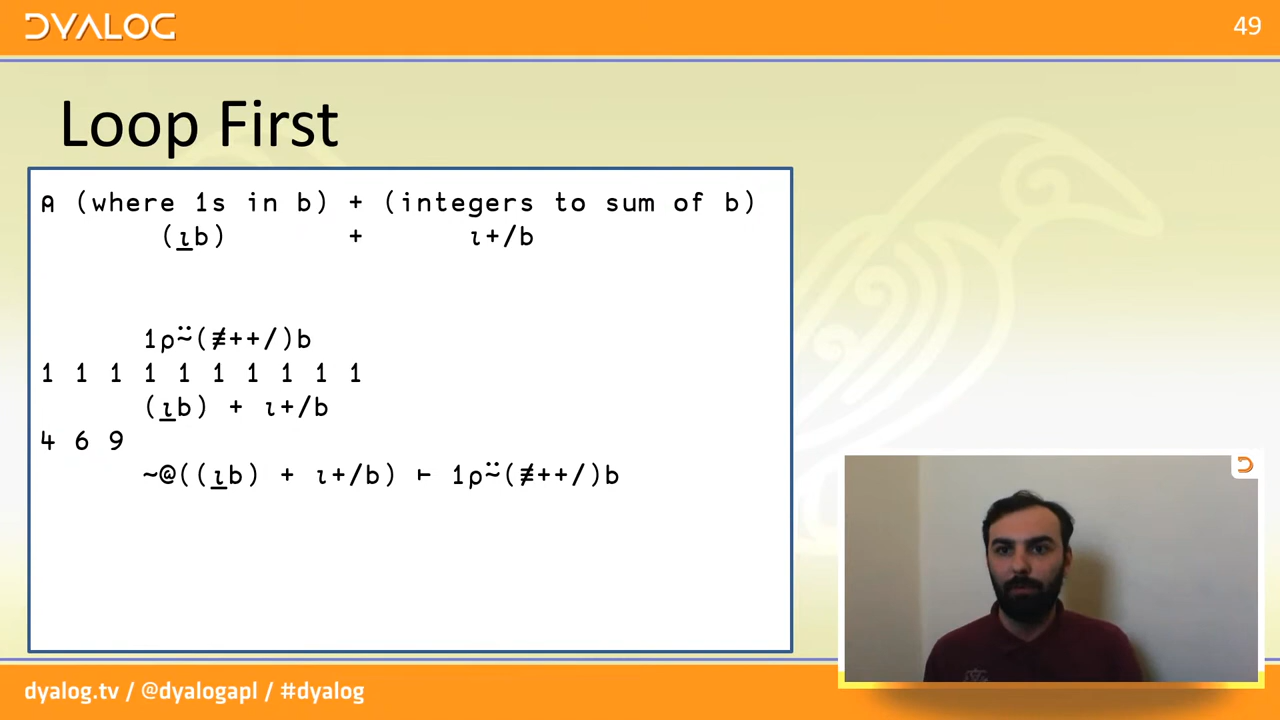 DYALOG
49
Loop First
⍝ (where 1s in b) + (integers to sum of b)
(⍸b) + ⍳+/b
1⍴⍨(≢++/)b
1 1 1 1 1 1 1 1 1 1
(⍸b) + ⍳+/b
4 6 9
~@((⍸b) + ⍳+/b) ⊢ 1⍴⍨(≢++/)b
dyalog.tv / @dyalogapl / #dyalog